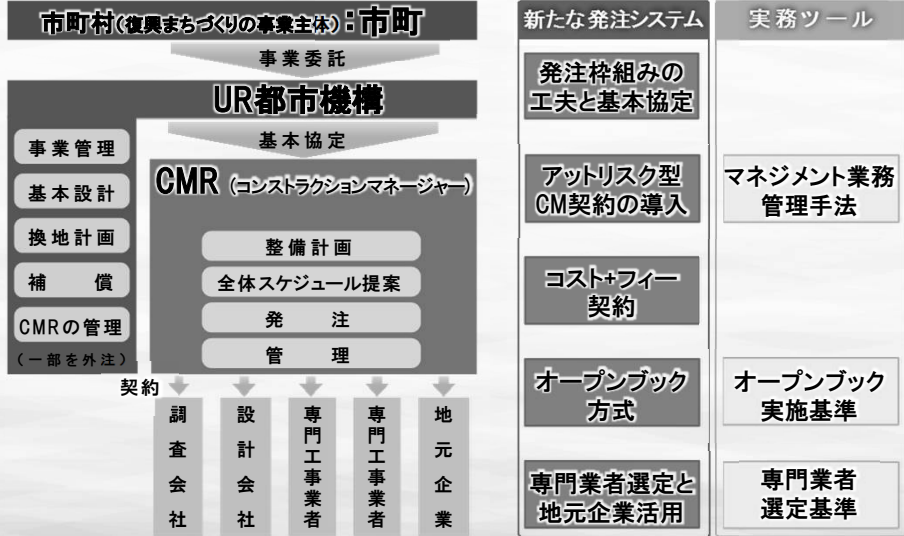 市町村(復興まちづくりの事業主体):市町
事業委託
UR都市機構
基本協定
事業管理
基本設計
換地計画
補　償
CMRの管理
(一部を外注)
CMR (コンストラクションマネージャー)
整備計画
全体スケジュール提案
発　注
管　理
契約
調査会社
設計会社
専門工事業者
専門工事業者
地元企業
新たな発注システム
発注枠組みの
工夫と基本協定
アットリスク型
CM契約の導入
コスト+フィー
契約
オープンブック
方式
専門業者選定と
地元企業活用
実務ツール
マネジメント業務
管理手法
オープンブック
実施基準
専門業者
選定基準